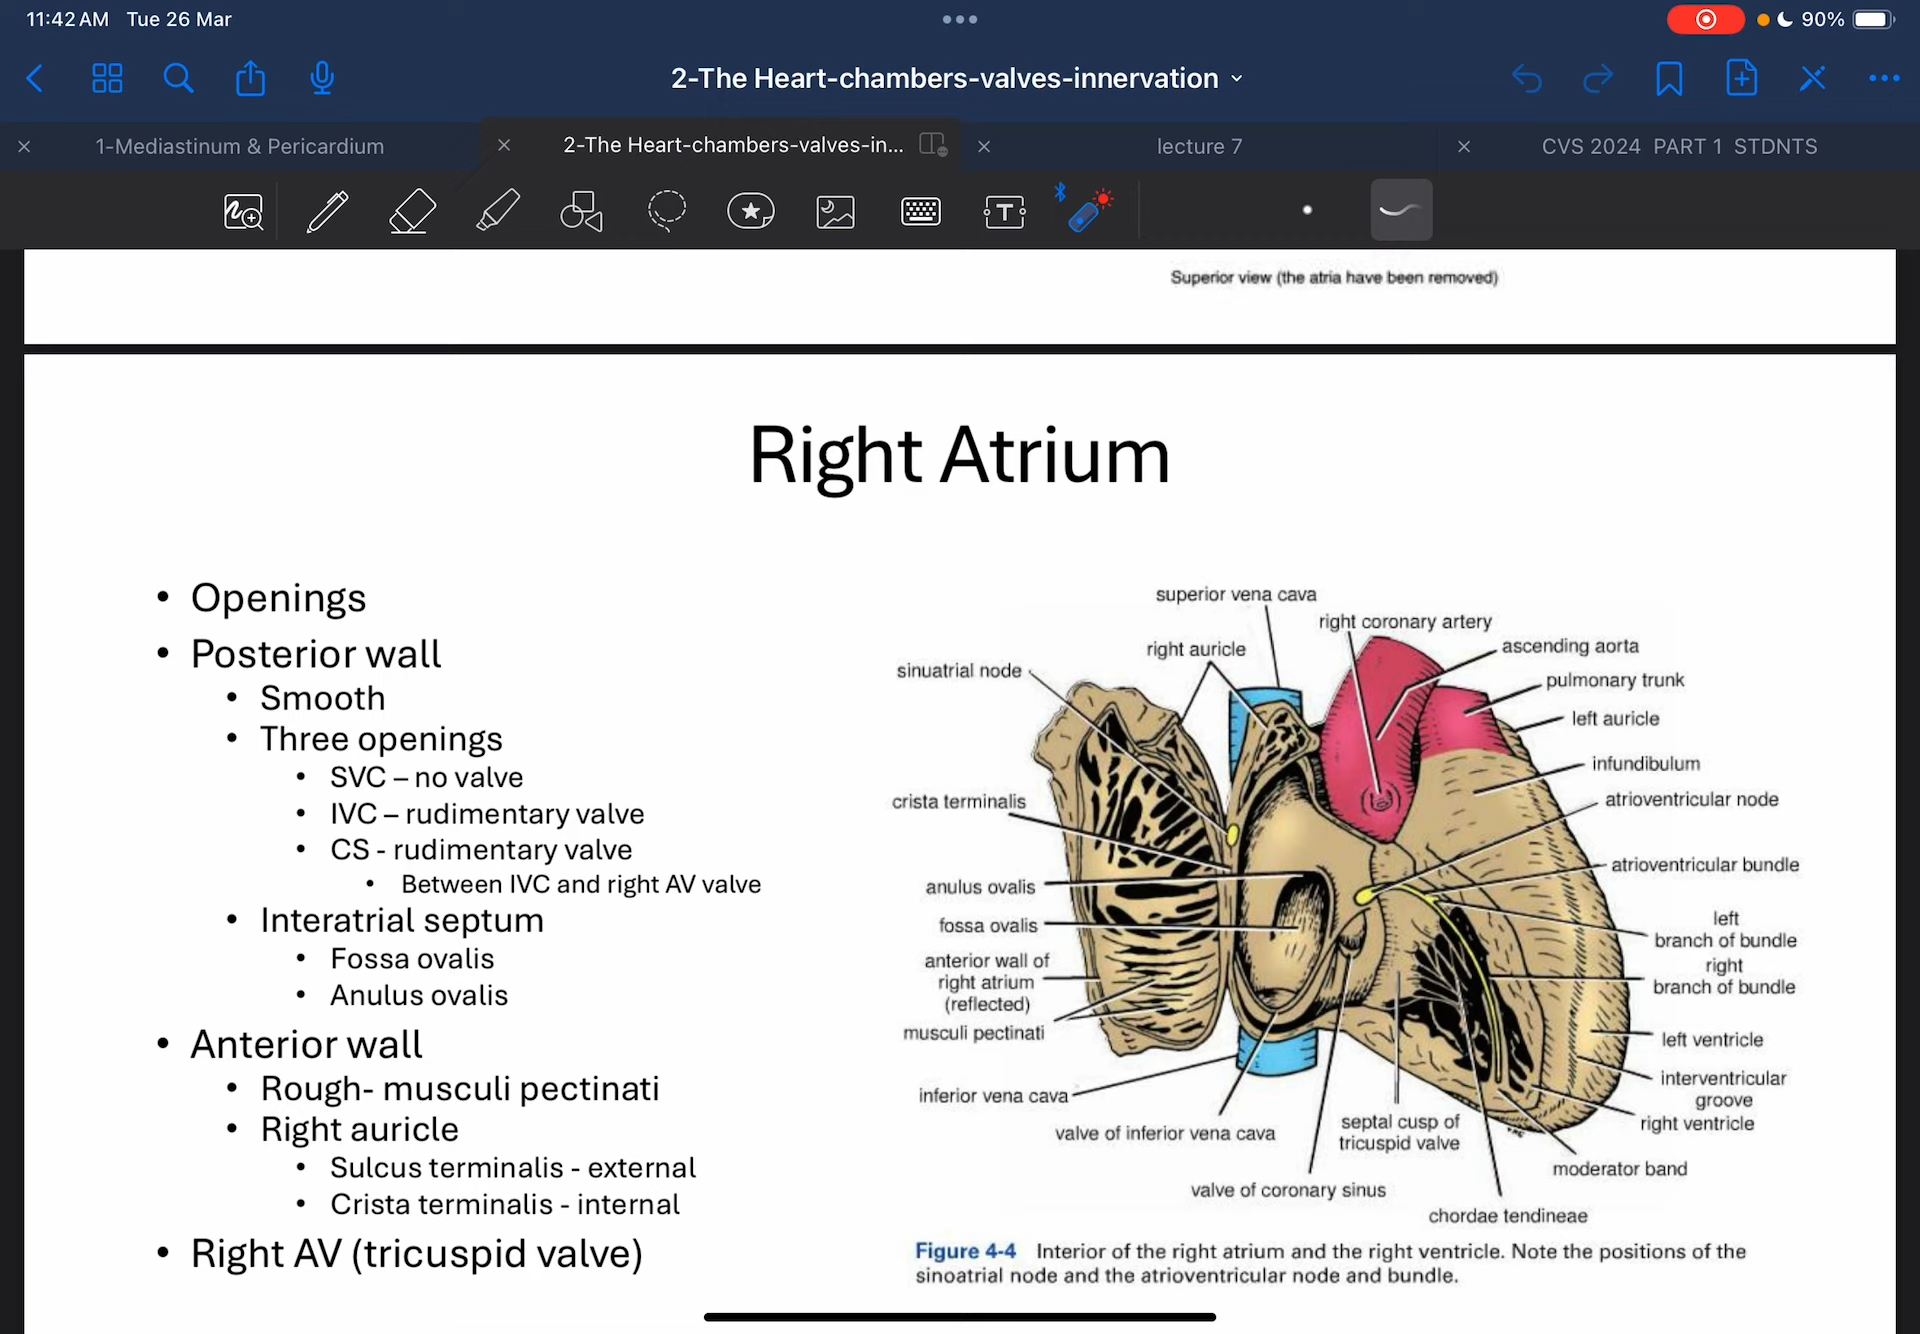 11:42 AM Tue 26 Mar
90%
2-The Heart-chambers-valves-innervation
1-Mediastinum & Pericardium
2-The Heart-chambers-valves-in...
lecture 7
CVS 2024 PART 1 STDNTS
Superior view (the atria have been removed)
Right Atrium
• Openings
• Posterior wall
• Smooth
• Three openings
• SVC – no valve
• IVC – rudimentary valve
• CS - rudimentary valve
• Between IVC and right AV valve
• Interatrial septum
• Fossa ovalis
• Anulus ovalis
• Anterior wall
• Rough- musculi pectinati
• Right auricle
• Sulcus terminalis - external
• Crista terminalis - internal
• Right AV (tricuspid valve)
superior vena cava
right coronary artery
right auricle
ascending aorta
sinuatrial node
pulmonary trunk
left auricle
infundibulum
crista terminalis
atrioventricular node
atrioventricular bundle
anulus ovalis
fossa ovalis
left
branch of bundle
anterior wall of
right atrium
(reflected)
right
branch of bundle
musculi pectinati
left ventricle
inferior vena cava
interventricular
groove
valve of inferior vena cava
septal cusp of
tricuspid valve
right ventricle
moderator band
valve of coronary sinus
chordae tendineae
Figure 4-4 Interior of the right atrium and the right ventricle. Note the positions of the
sinoatrial node and the atrioventricular node and bundle.